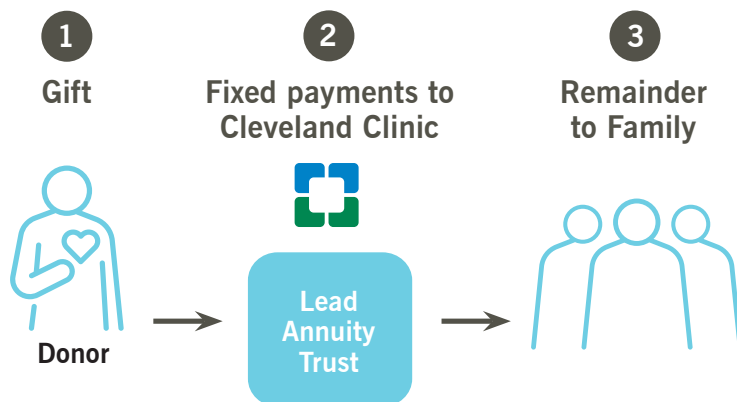 1
Gift
2
Fixed payments to
Cleveland Clinic
3
Remainder
to Family
Donor
Lead
Annuity
Trust